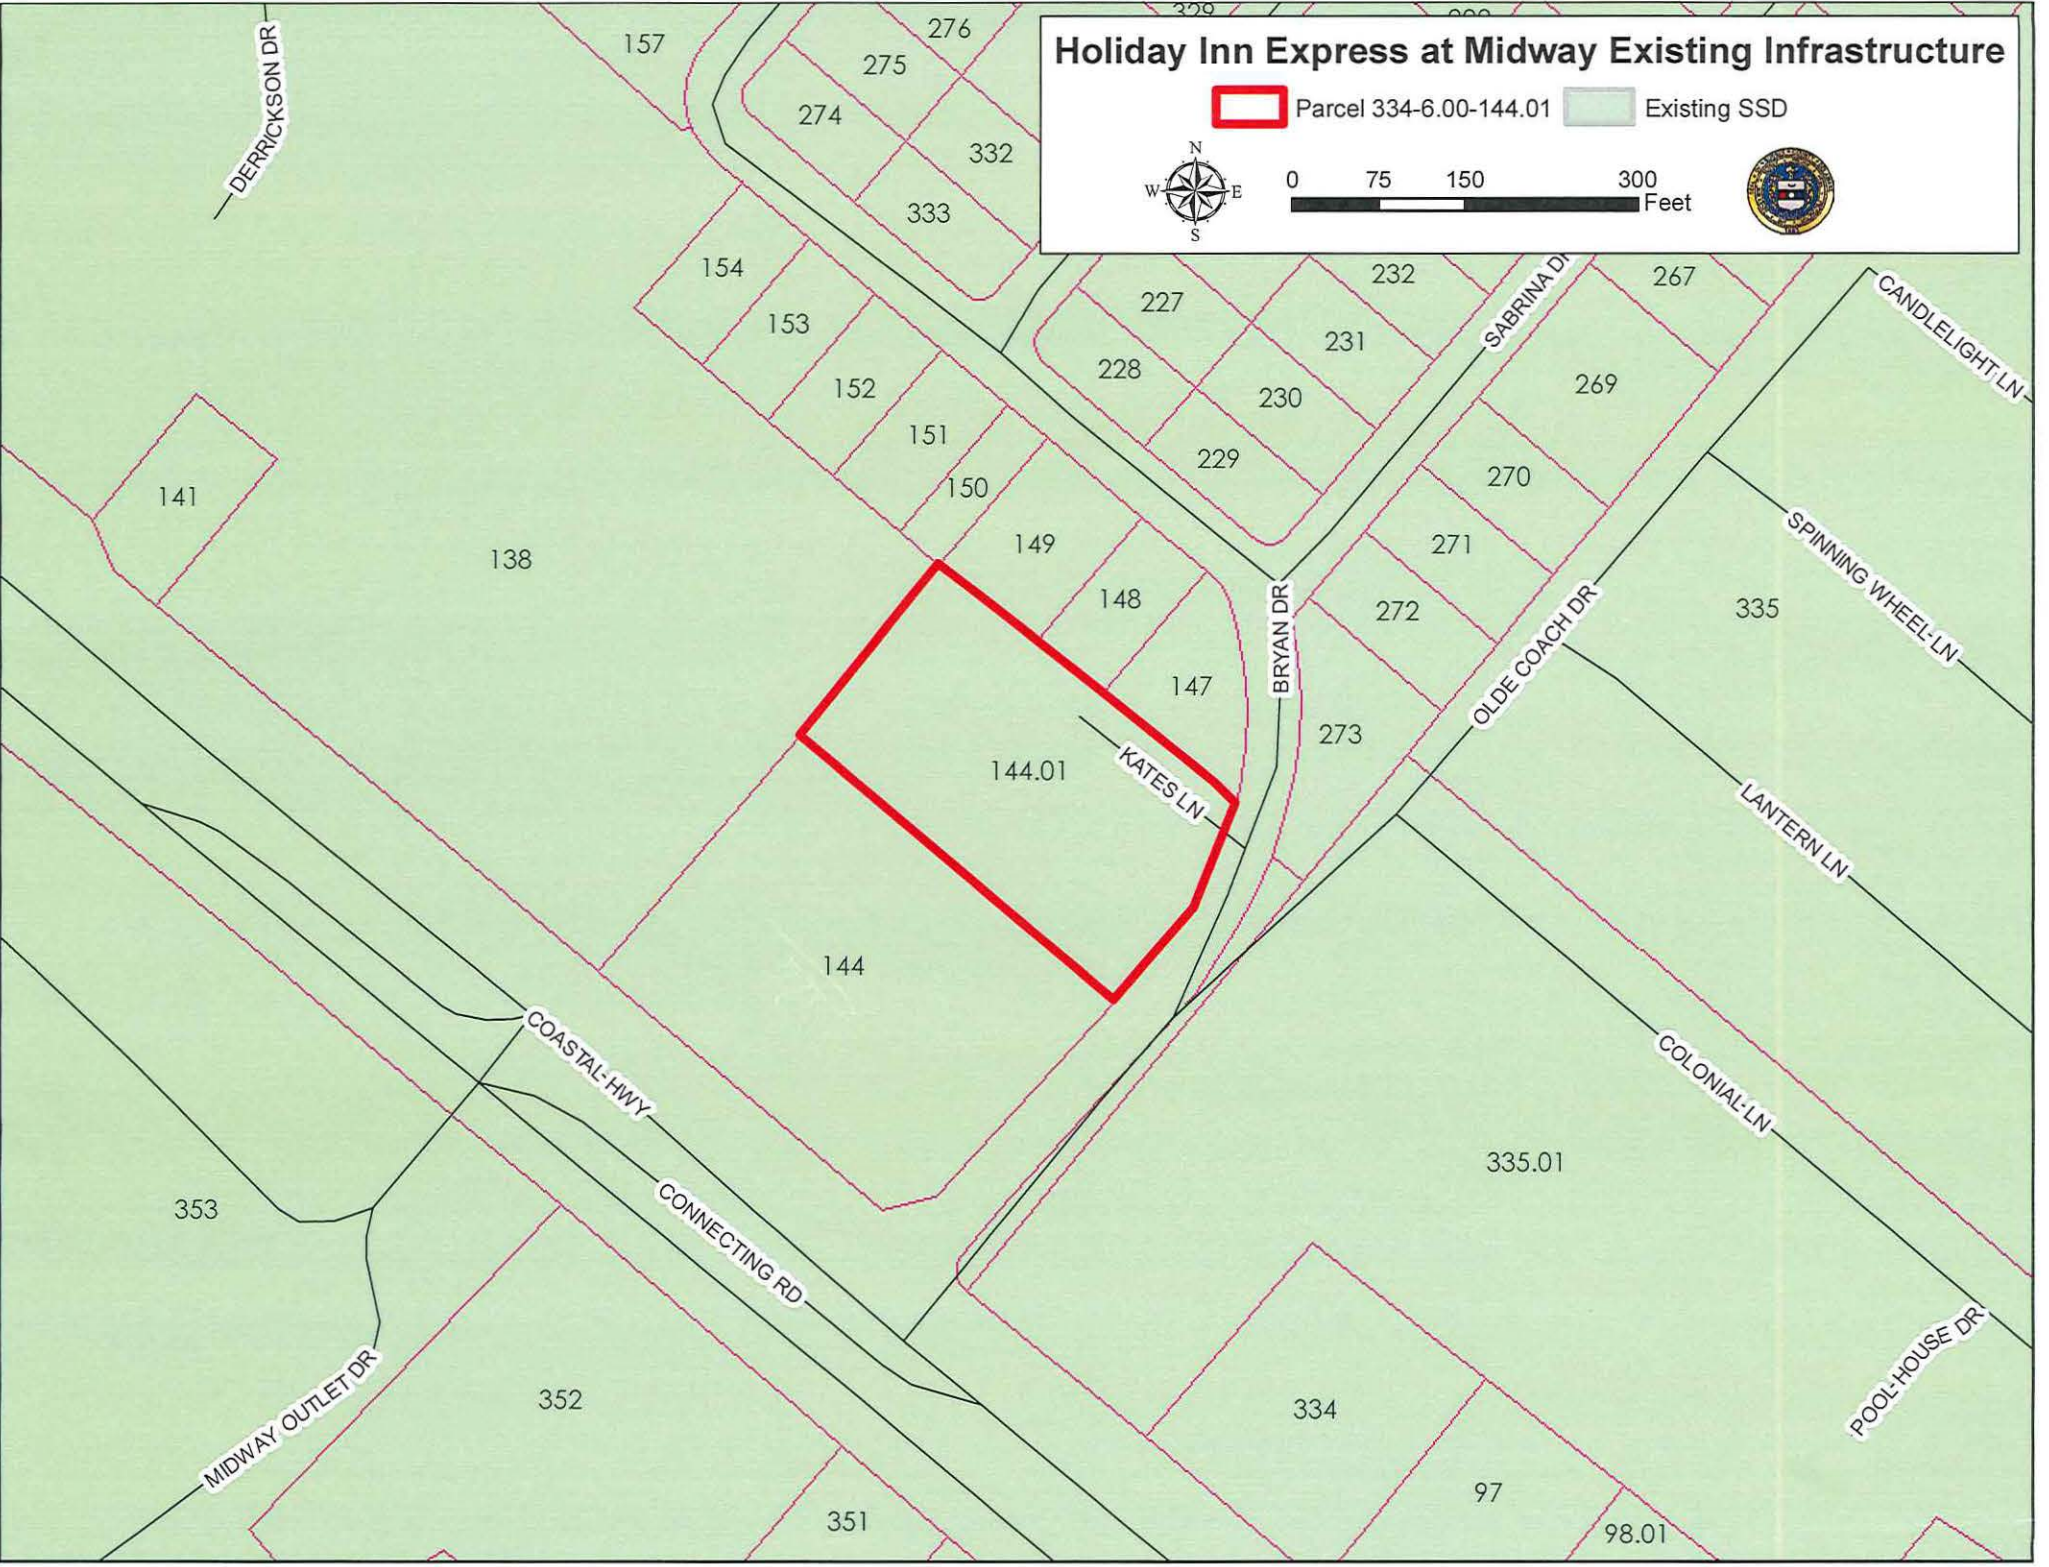 Holiday Inn Express at Midway Existing Infrastructure
Parcel 334-6.00-144.01
Existing SSD
N
W
E
S
0 75 150 300
Feet
DERRICKSON DR
157
276
275
274
332
333
154
153
152
151
150
149
148
147
227
228
229
230
231
232
SABRINA DR
267
269
270
271
272
273
CANDLELIGHT LN
SPINNING WHEEL LN
335
OLDE COACH DR
BRYAN DR
LANTERN LN
141
138
144.01
KATES LN
144
COASTAL HWY
CONNECTING RD
COLONIAL LN
335.01
353
MIDWAY OUTLET DR
352
351
334
97
98.01
POOL HOUSE DR